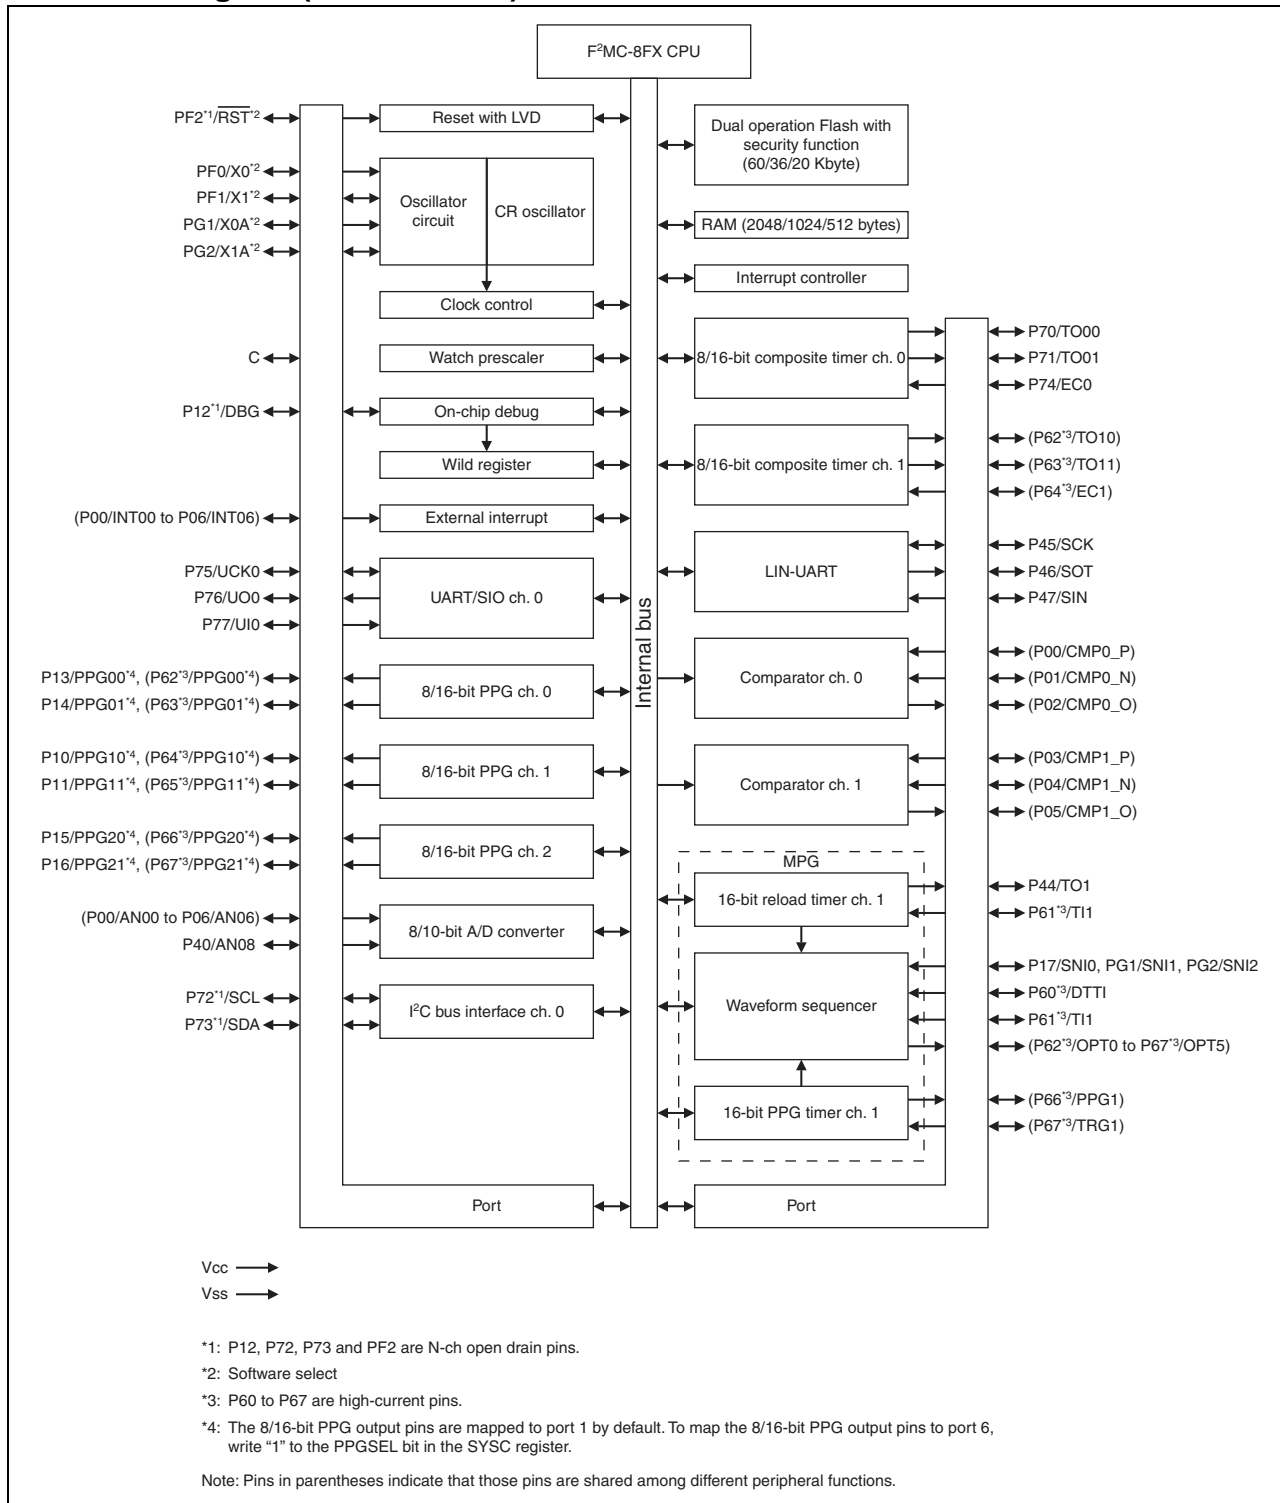 F²MC-8FX CPU
PF2*1/RST*2
Reset with LVD
Dual operation Flash with
security function
(60/36/20 Kbyte)
PF0/X0*2
PF1/X1*2
PG1/X0A*2
PG2/X1A*2
Oscillator
circuit
CR oscillator
RAM (2048/1024/512 bytes)
Interrupt controller
Clock control
C
Watch prescaler
8/16-bit composite timer ch. 0
P70/TO00
P71/TO01
P74/EC0
P12*1/DBG
On-chip debug
Wild register
8/16-bit composite timer ch. 1
(P62*3/TO10)
(P63*3/TO11)
(P64*3/EC1)
(P00/INT00 to P06/INT06)
External interrupt
P75/UCK0
P76/UO0
P77/UI0
UART/SIO ch. 0
Internal bus
LIN-UART
P45/SCK
P46/SOT
P47/SIN
P13/PPG00*4, (P62*3/PPG00*4)
P14/PPG01*4, (P63*3/PPG01*4)
8/16-bit PPG ch. 0
Comparator ch. 0
(P00/CMP0_P)
(P01/CMP0_N)
(P02/CMP0_O)
P10/PPG10*4, (P64*3/PPG10*4)
P11/PPG11*4, (P65*3/PPG11*4)
8/16-bit PPG ch. 1
Comparator ch. 1
(P03/CMP1_P)
(P04/CMP1_N)
(P05/CMP1_O)
P15/PPG20*4, (P66*3/PPG20*4)
P16/PPG21*4, (P67*3/PPG21*4)
8/16-bit PPG ch. 2
MPG
16-bit reload timer ch. 1
P44/TO1
P61*3/TI1
(P00/AN00 to P06/AN06)
P40/AN08
8/10-bit A/D converter
Waveform sequencer
P17/SNI0, PG1/SNI1, PG2/SNI2
P60*3/DTTI
P61*3/TI1
(P62*3/OPT0 to P67*3/OPT5)
P72*1/SCL
P73*1/SDA
I²C bus interface ch. 0
16-bit PPG timer ch. 1
(P66*3/PPG1)
(P67*3/TRG1)
Port
Port
Vcc
Vss
*1: P12, P72, P73 and PF2 are N-ch open drain pins.
*2: Software select
*3: P60 to P67 are high-current pins.
*4: The 8/16-bit PPG output pins are mapped to port 1 by default. To map the 8/16-bit PPG output pins to port 6,
write “1” to the PPGSEL bit in the SYSC register.
Note: Pins in parentheses indicate that those pins are shared among different peripheral functions.